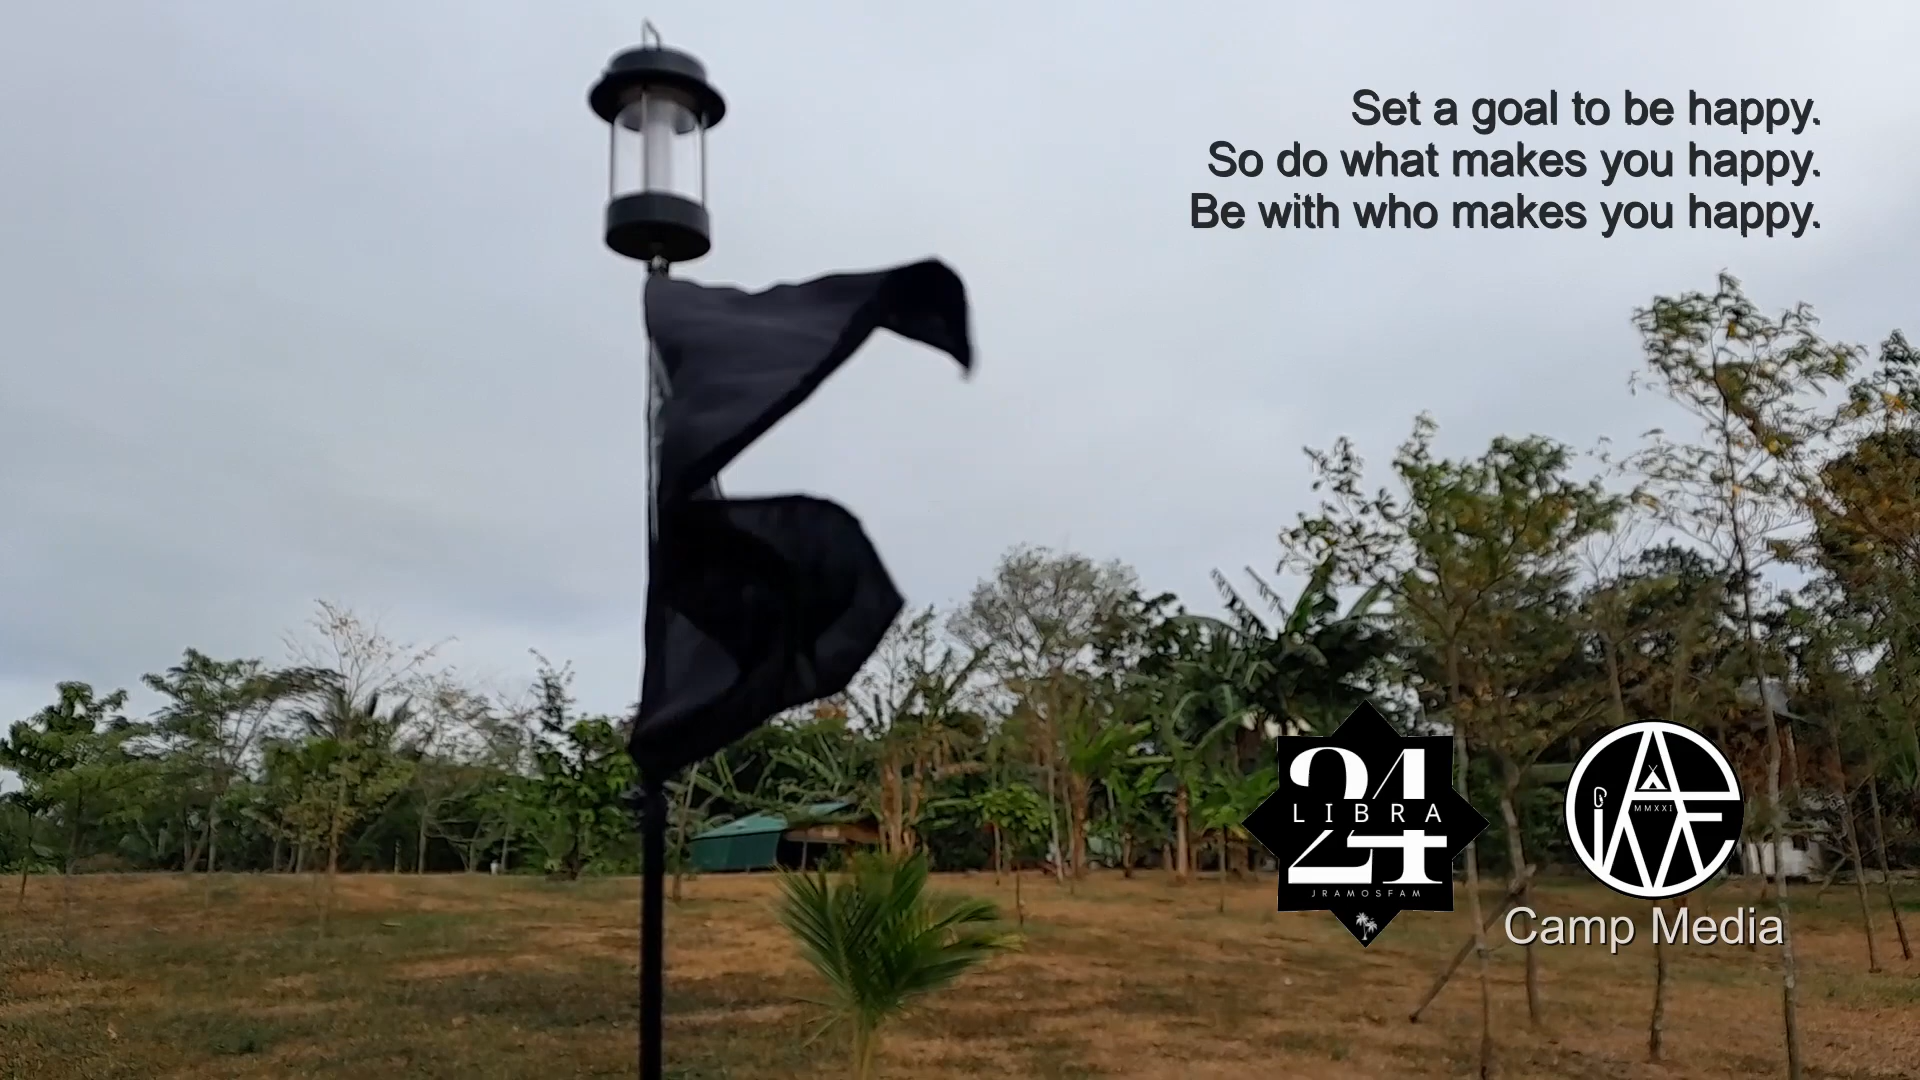 Set a goal to be happy.
So do what makes you happy.
Be with who makes you happy.
24
LIBRA
JRAMOSFAM
MMXXI
Camp Media